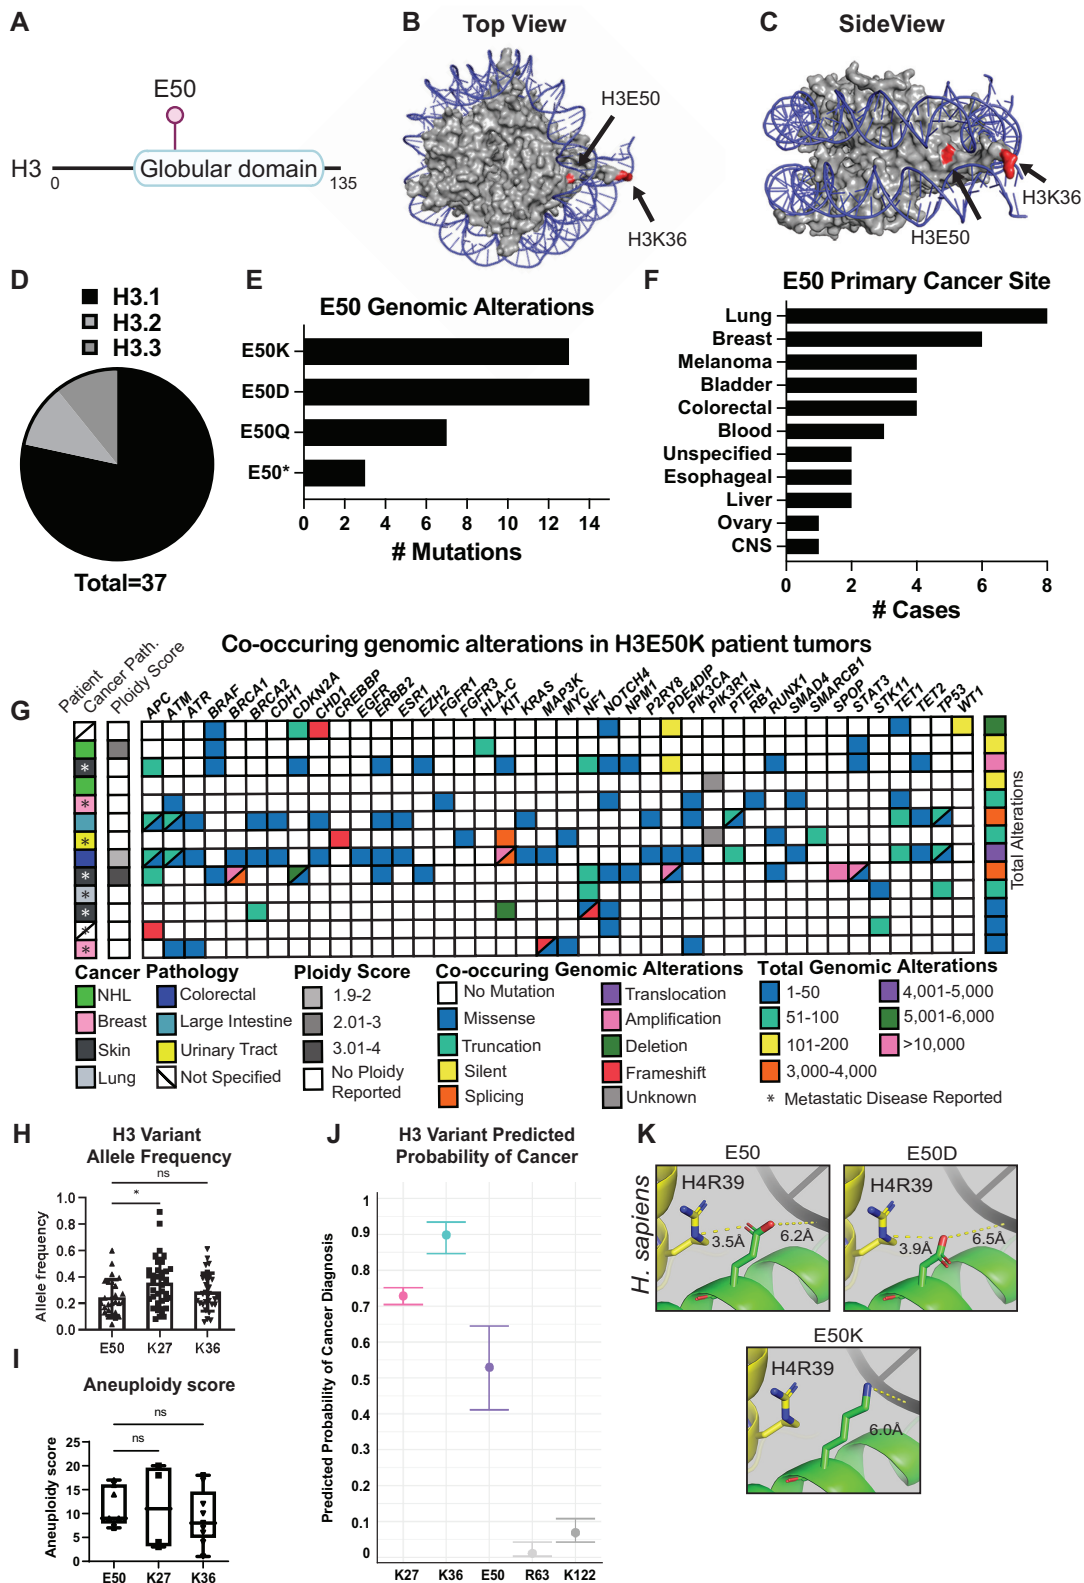 A
E50
H3
0
Globular domain
135
B
Top View
H3E50
H3K36
C
SideView
H3K36
H3E50
D
H3.1
H3.2
H3.3
Total=37
E
E50 Genomic Alterations
E50K
E50D
E50Q
E50*
0 2 4 6 8 10 12 14
# Mutations
F
E50 Primary Cancer Site
Lung
Breast
Melanoma
Bladder
Colorectal
Blood
Unspecified
Esophageal
Liver
Ovary
CNS
0 2 4 6 8
# Cases
G
Co-occuring genomic alterations in H3E50K patient tumors
Patient
Cancer Path.
Ploidy Score
APC
ATM
ATR
BRAF
BRCA1
BRCA2
CDH1
CDKN2A
CHD1
CREBBP
EGFR
ERBB2
ESR1
EZH2
FGFR1
FGFR3
HLA-C
KIT
KRAS
MAP3K
MYC
NF1
NOTCH4
NPM1
P2RY8
PDE4DIP
PIK3CA
PIK3R1
PTEN
RB1
RUNX1
SMAD4
SMARCB1
SPOP
STAT3
STK11
TET1
TET2
TP53
WT1
*
*
*
*
*
*
*
*
Total Alterations
Cancer Pathology
NHL
Breast
Skin
Lung
Colorectal
Large Intestine
Urinary Tract
Not Specified
Ploidy Score
1.9-2
2.01-3
3.01-4
No Ploidy
Reported
Co-occuring Genomic Alterations
No Mutation
Missense
Truncation
Silent
Splicing
Translocation
Amplification
Deletion
Frameshift
Unknown
Total Genomic Alterations
1-50
51-100
101-200
3,000-4,000
4,001-5,000
5,001-6,000
>10,000
* Metastatic Disease Reported
H
H3 Variant
Allele Frequency
ns
*
1.0
0.8
0.6
0.4
0.2
0.0
Allele frequency
E50 K27 K36
I
Aneuploidy score
ns
ns
25
20
15
10
5
0
Aneuploidy score
E50 K27 K36
J
H3 Variant Predicted
Probability of Cancer
1
0.9
0.8
0.7
0.6
0.5
0.4
0.3
0.2
0.1
0
Predicted Probability of Cancer Diagnosis
K27 K36 E50 R63 K122
K
H. sapiens
E50
H4R39
3.5Å
6.2Å
E50D
H4R39
3.9Å
6.5Å
E50K
H4R39
6.0Å